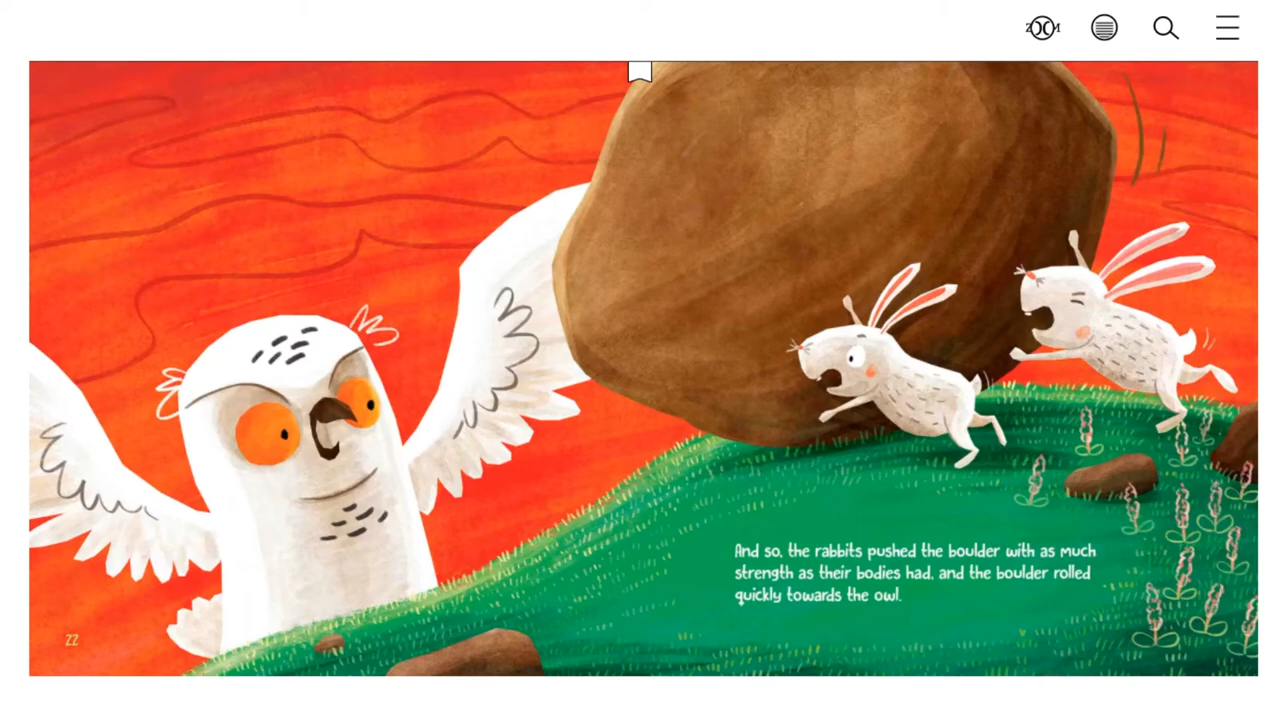 And so, the rabbits pushed the boulder with as much
strength as their bodies had, and the boulder rolled
quickly towards the owl.
22